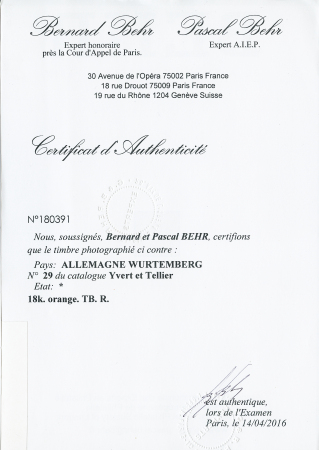 Bernard Behr Pascal Behr
Expert honoraire Expert A.I.E.P.
près la Cour d'Appel de Paris.
30 Avenue de l'Opéra 75002 Paris France
18 rue Drouot 75009 Paris France
19 rue du Rhône 1204 Genève Suisse
Certificat d'Authenticité
N°180391
Nous, soussignés, Bernard et Pascal BEHR, certifions
que le timbre photographié ci contre :
Pays: ALLEMAGNE WURTEMBERG
N° 29 du catalogue Yvert et Tellier
Etat: *
18k. orange. TB. R.
est authentique,
lors de l'Examen
Paris, le 14/04/2016